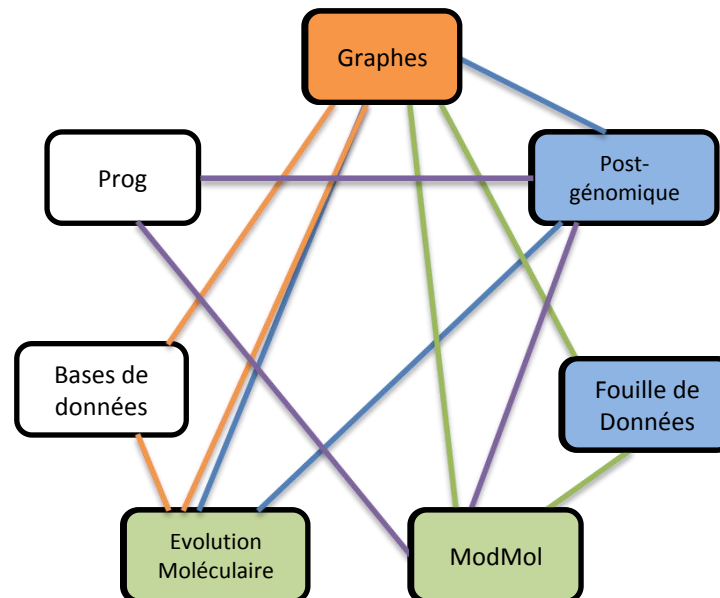 Graphes
Prog
Post-
génomique
Bases de
données
Fouille de
Données
Evolution
Moléculaire
ModMol